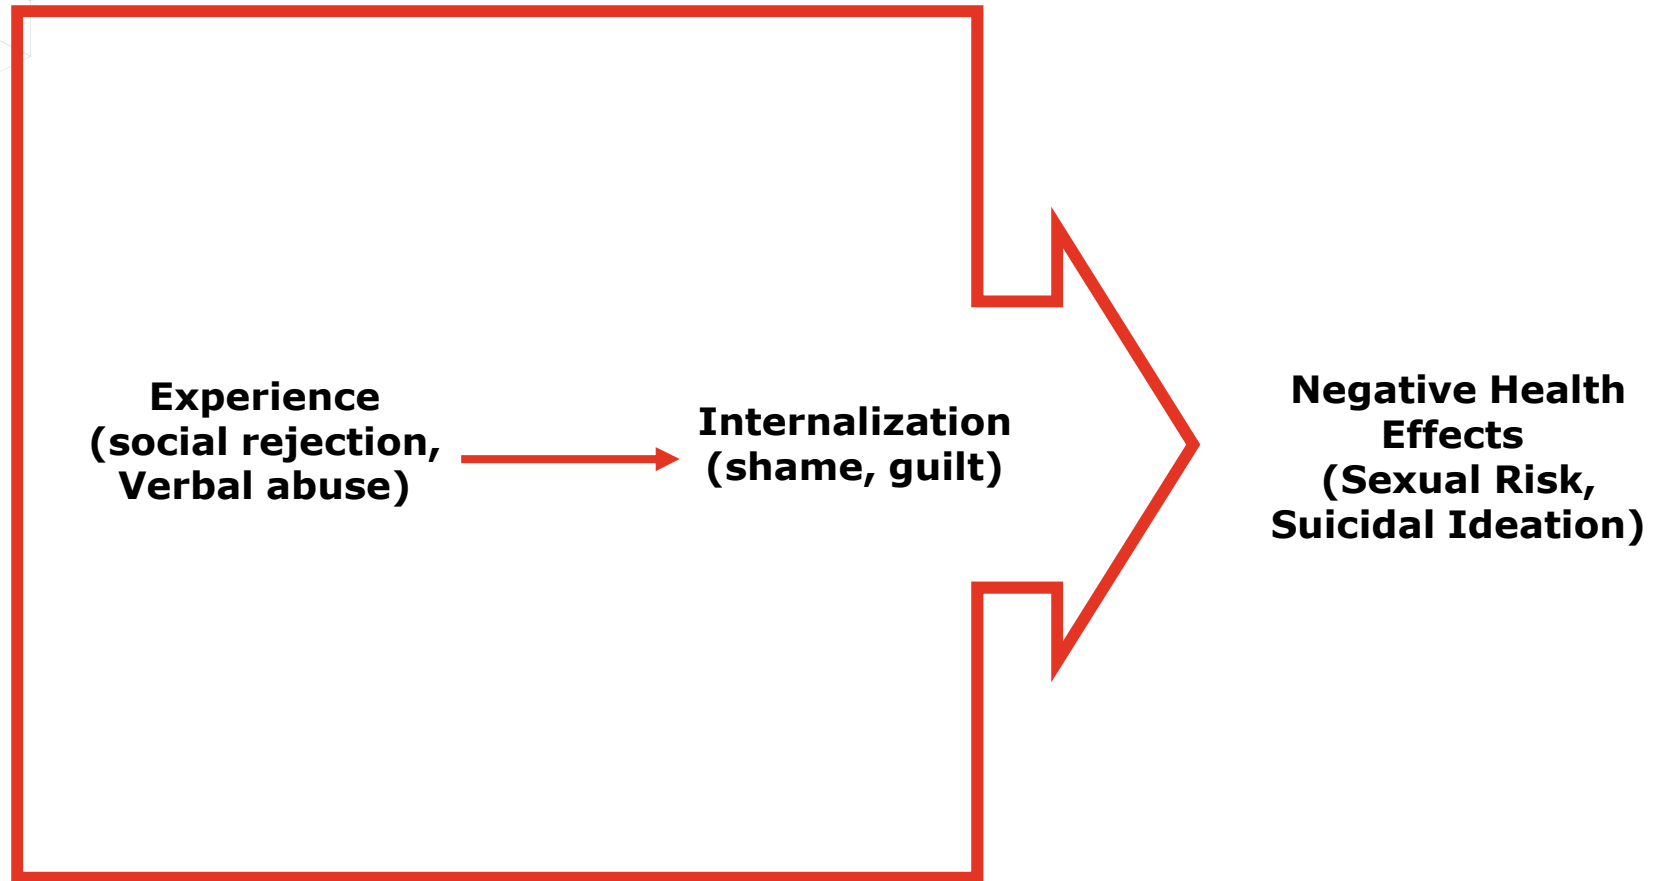 Experience
(social rejection,
Verbal abuse)
Internalization
(shame, guilt)
Negative Health
Effects
(Sexual Risk,
Suicidal Ideation)